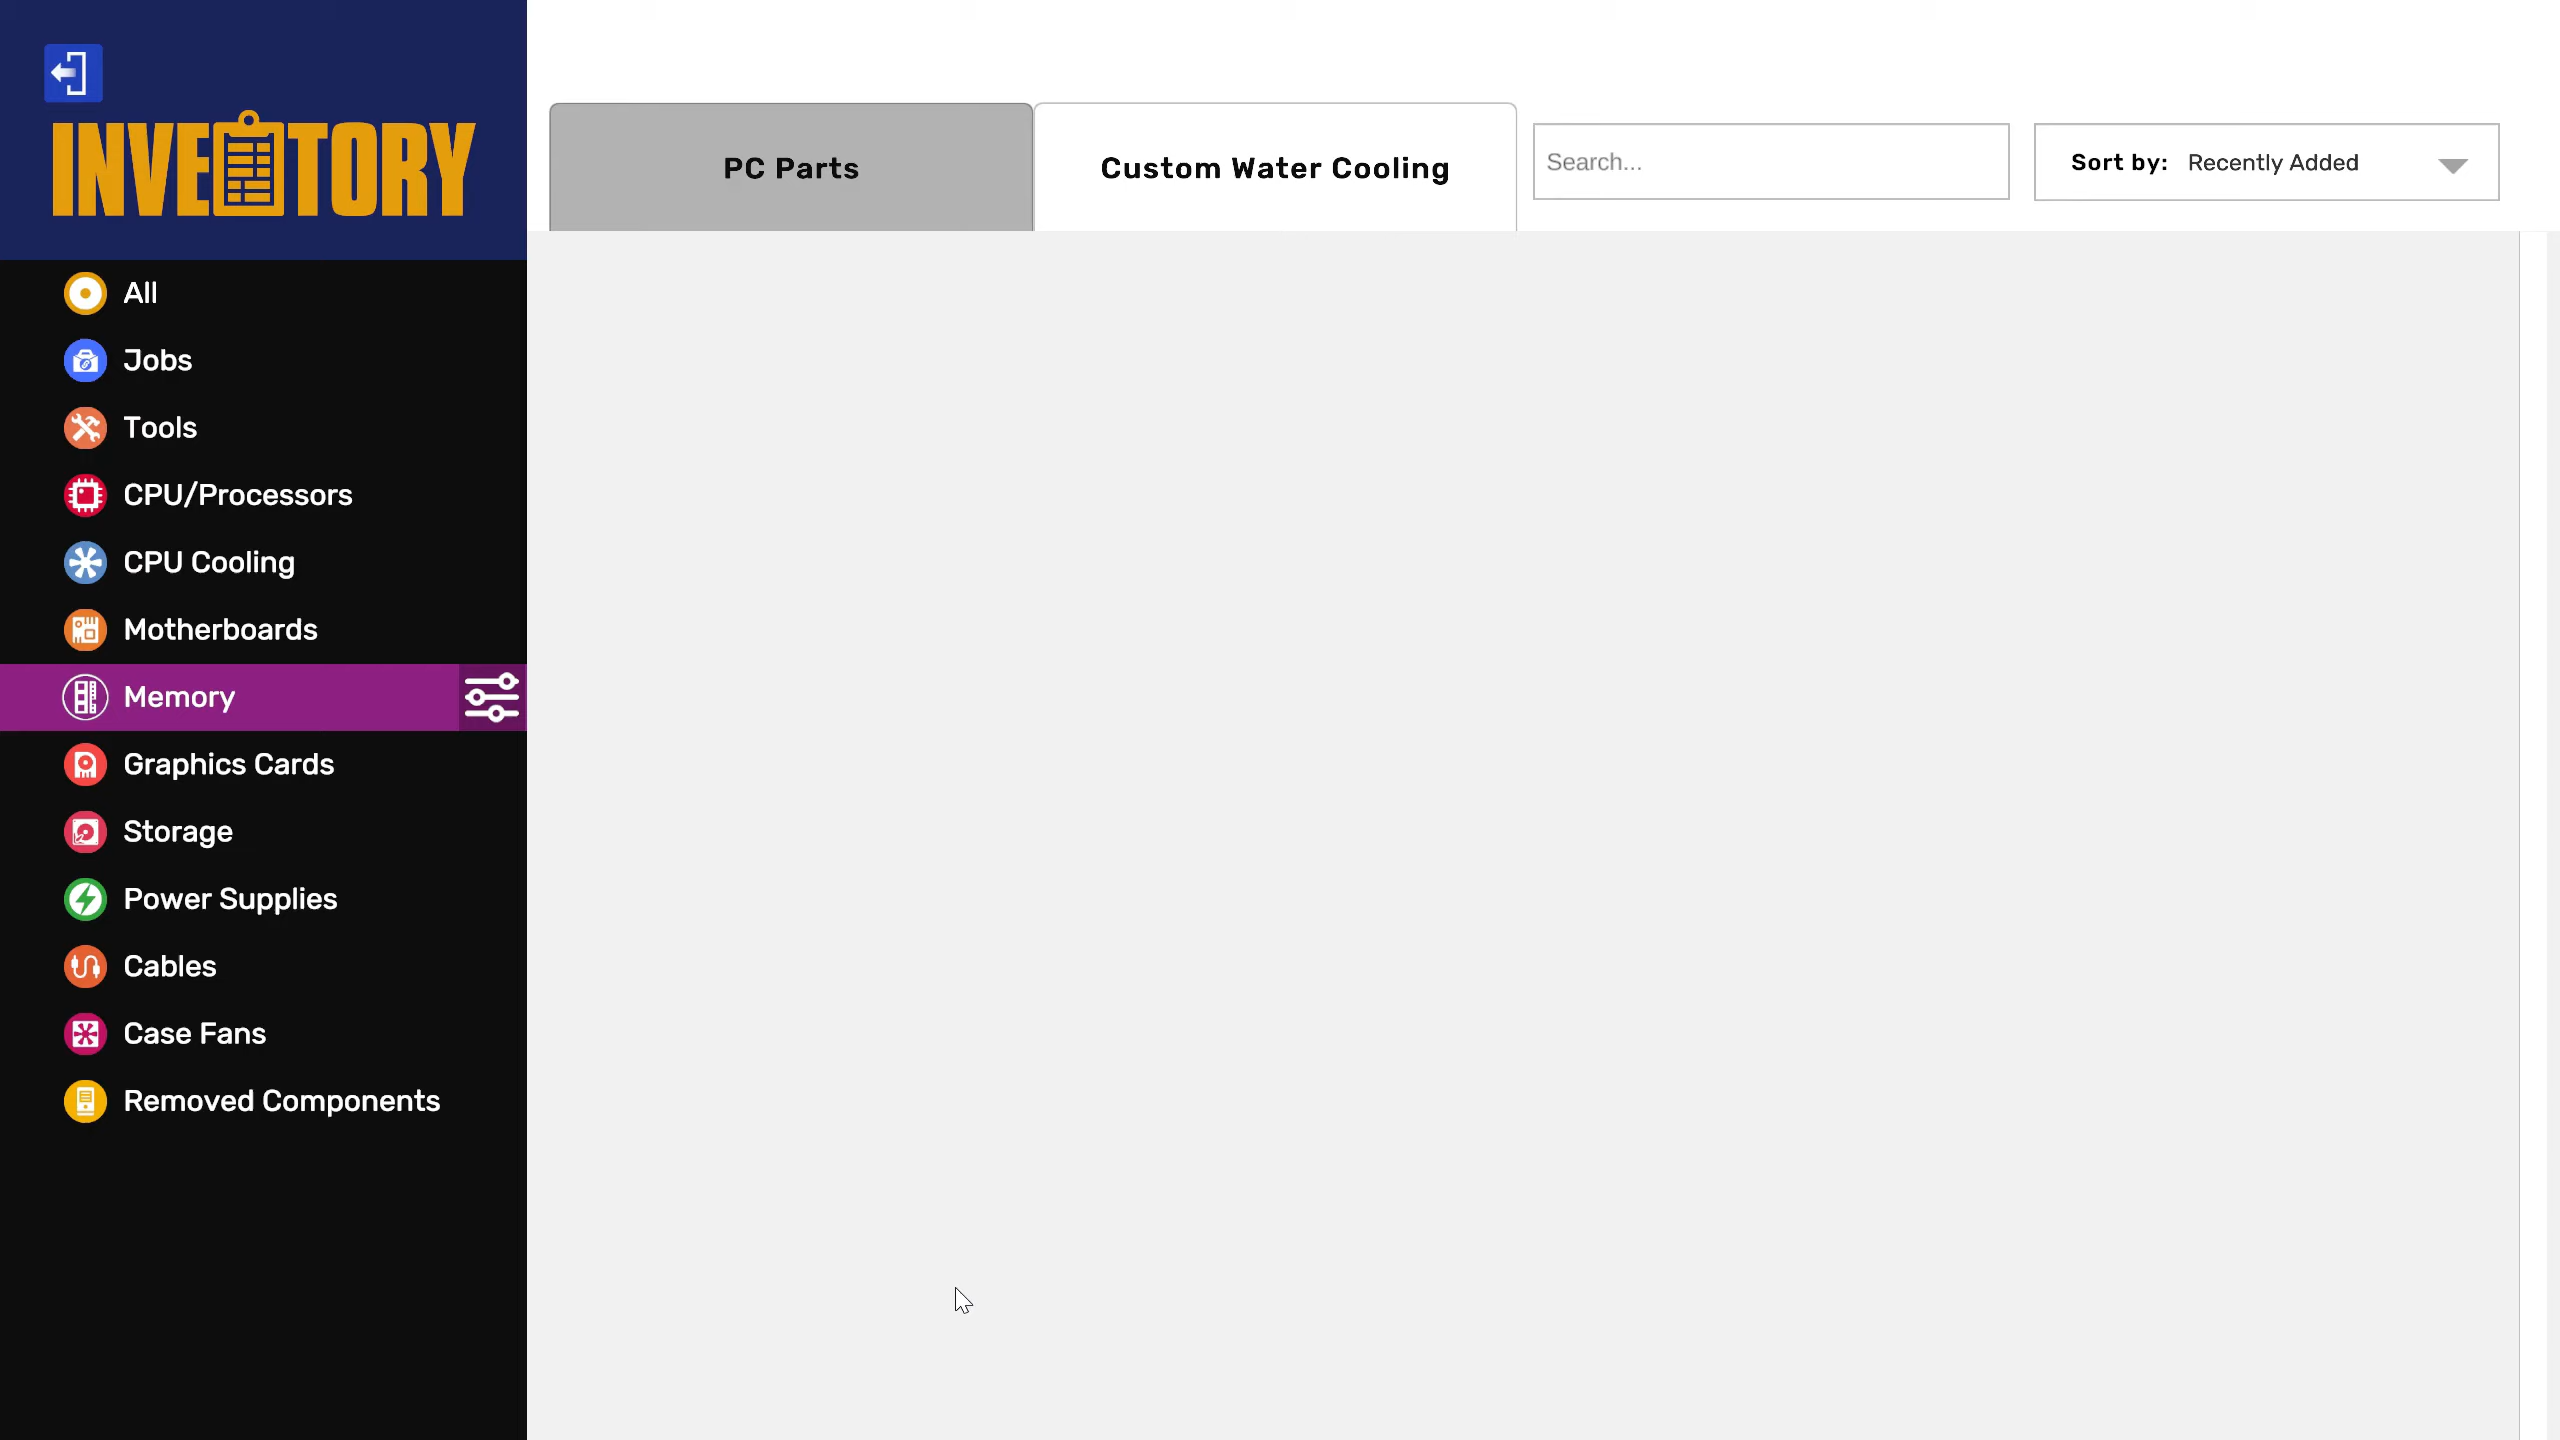 INVENTORY
PC Parts
Custom Water Cooling
Search...
Sort by: Recently Added
All
Jobs
Tools
CPU/Processors
CPU Cooling
Motherboards
Memory
Graphics Cards
Storage
Power Supplies
Cables
Case Fans
Removed Components